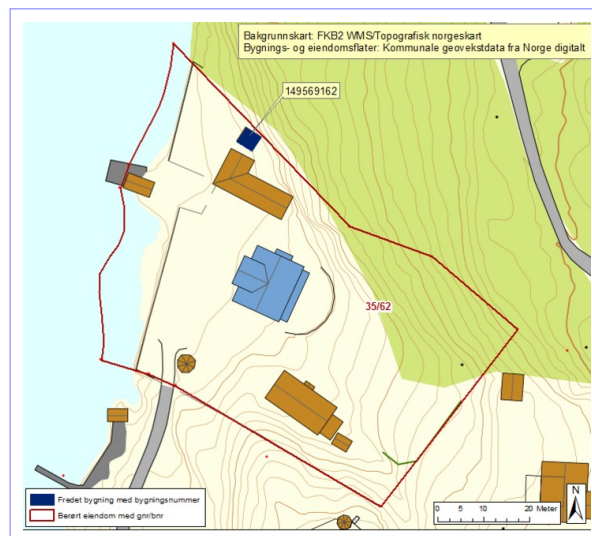 Bakgrunnskart: FKB2 WMS/Topografisk norgeskart
Bygnings- og eiendomsflater: Kommunale geovekstdata fra Norge digitalt
149569162
35/62
Fredet bygning med bygningsnummer
Berørt eiendom med gnr/bnr
0 5 10 20 Meter
N